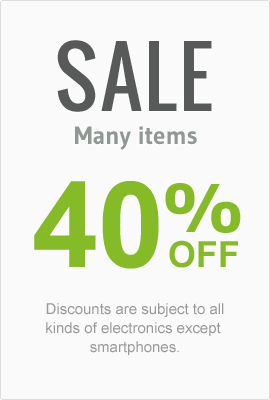 SALE
Many items
40%
OFF
Discounts are subject to all
kinds of electronics except
smartphones.